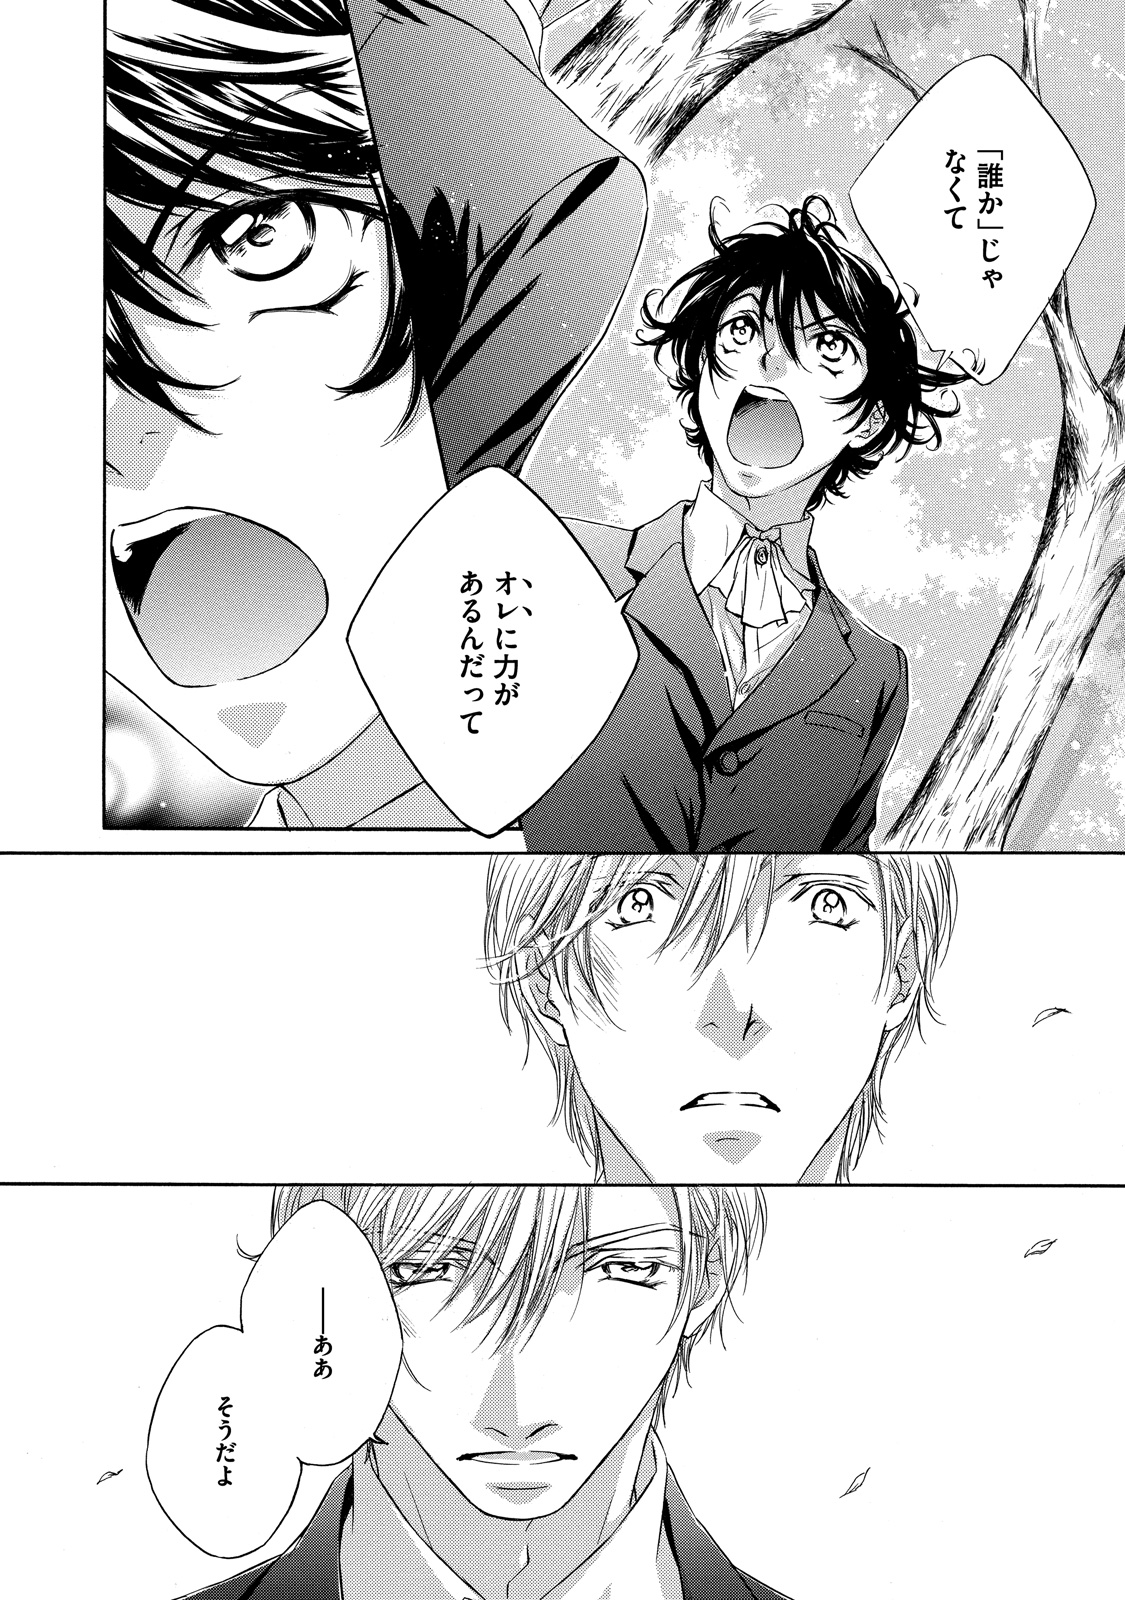 「誰か」じゃ
なくて
オレに力が
あるんだって
――ああ
そうだよ